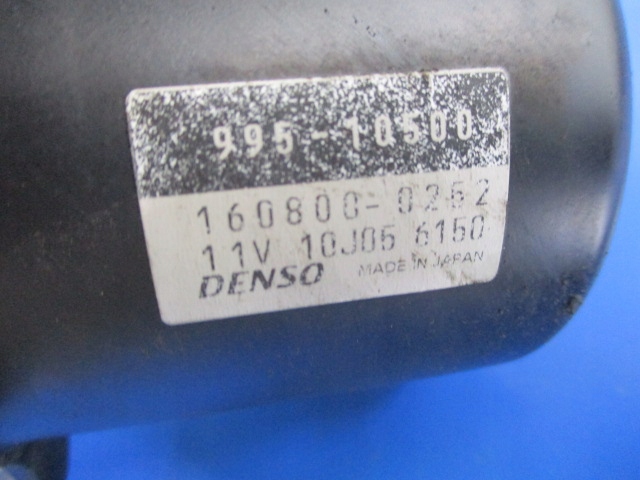 995-10500
160800-0252
11V 10J05 6150
DENSO MADE IN JAPAN